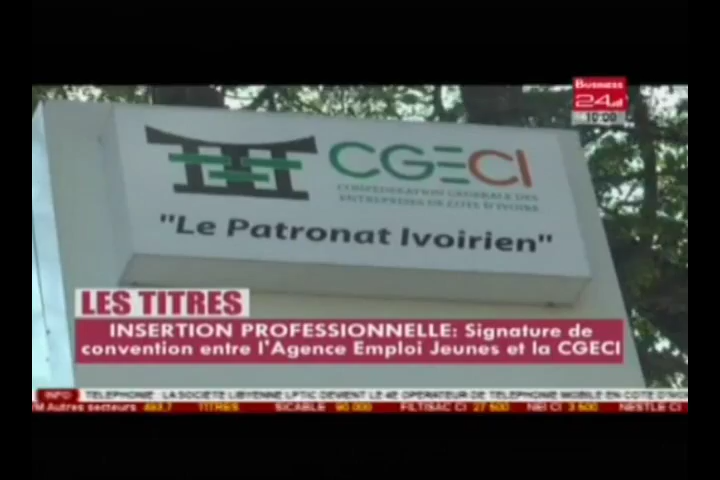 BUSINESS
24
10:00
CGECI
CONFEDERATION GENERALE DES
ENTREPRISES DE COTE D'IVOIRE
"Le Patronat Ivoirien"
LES TITRES
INSERTION PROFESSIONNELLE: Signature de
convention entre l'Agence Emploi Jeunes et la CGECI
INFO TELEPHONIE: LA SOCIETE LIBYENNE LPTIC DEVIENT LE 4E OPERATEUR DE TELEPHONIE MOBILE EN COTE D'IVO
M Autres secteurs TITRES SICABLE 90 000 FILTISAC CI 27 500 NEI CI 3 500 NESTLE CI